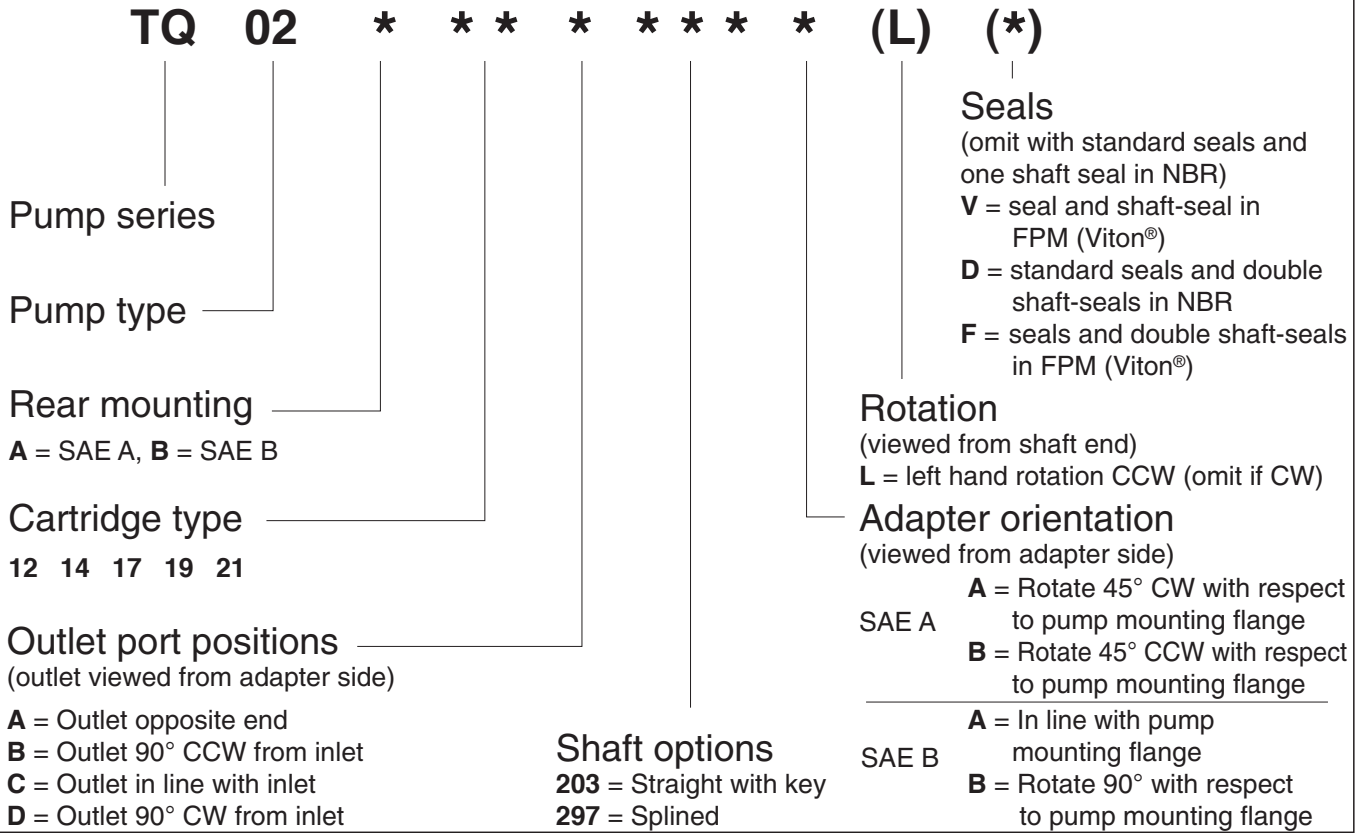 TQ 02 * * * * * * * * (L) (*)
Pump series
Pump type
Rear mounting
A = SAE A, B = SAE B
Cartridge type
12 14 17 19 21
Outlet port positions
(outlet viewed from adapter side)
A = Outlet opposite end
B = Outlet 90° CCW from inlet
C = Outlet in line with inlet
D = Outlet 90° CW from inlet
Shaft options
203 = Straight with key
297 = Splined
Seals
(omit with standard seals and
one shaft seal in NBR)
V = seal and shaft-seal in
FPM (Viton®)
D = standard seals and double
shaft-seals in NBR
F = seals and double shaft-seals
in FPM (Viton®)
Rotation
(viewed from shaft end)
L = left hand rotation CCW (omit if CW)
Adapter orientation
(viewed from adapter side)
SAE A
A = Rotate 45° CW with respect
to pump mounting flange
B = Rotate 45° CCW with respect
to pump mounting flange
SAE B
A = In line with pump
mounting flange
B = Rotate 90° with respect
to pump mounting flange